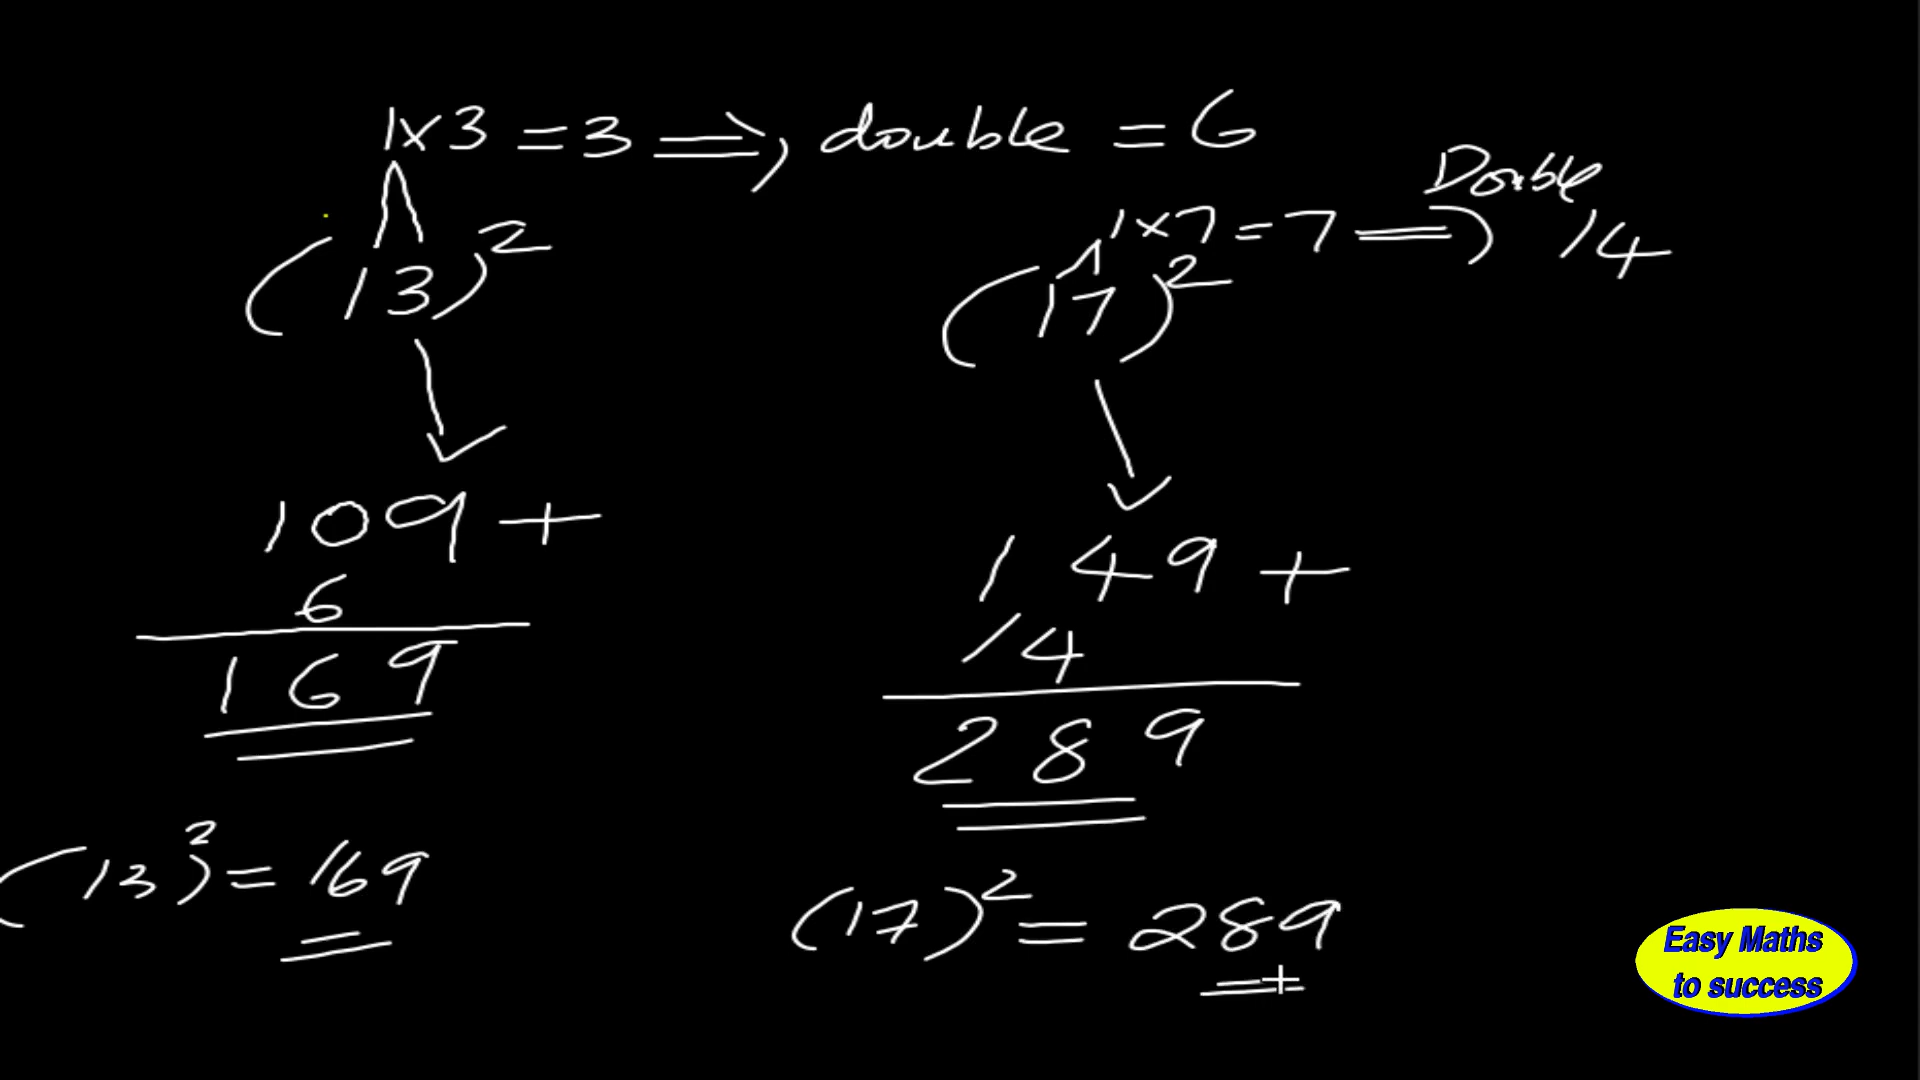 1x3 = 3 ⇒, double = 6
(13)²
109 +
6
169
(13)² = 169
Double
1x7 = 7 ⇒ 14
(17)²
149 +
14
289
(17)² = 289
Easy Maths
to success